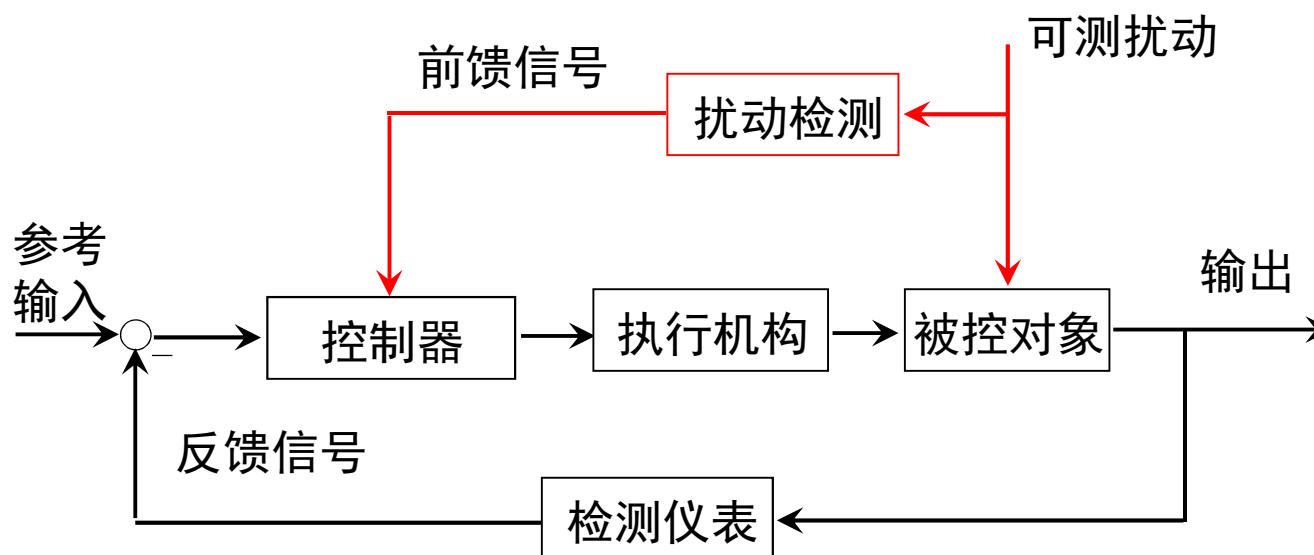 可测扰动
前馈信号
扰动检测
参考
输入
输出
控制器
执行机构
被控对象
−
反馈信号
检测仪表